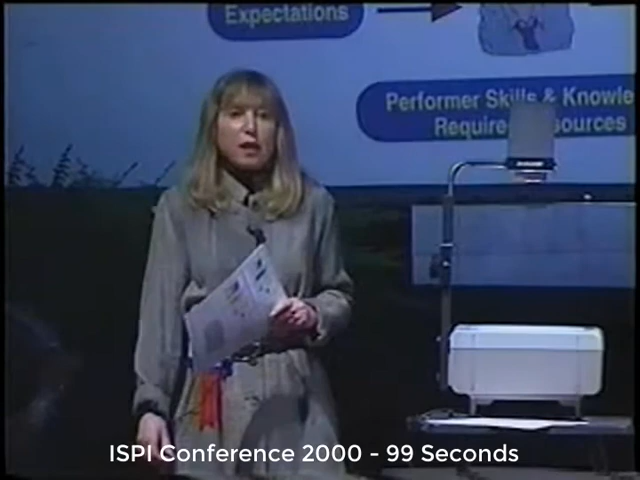 Expectations
Performer Skills & Knowle
Require sources
ISPI Conference 2000 - 99 Seconds